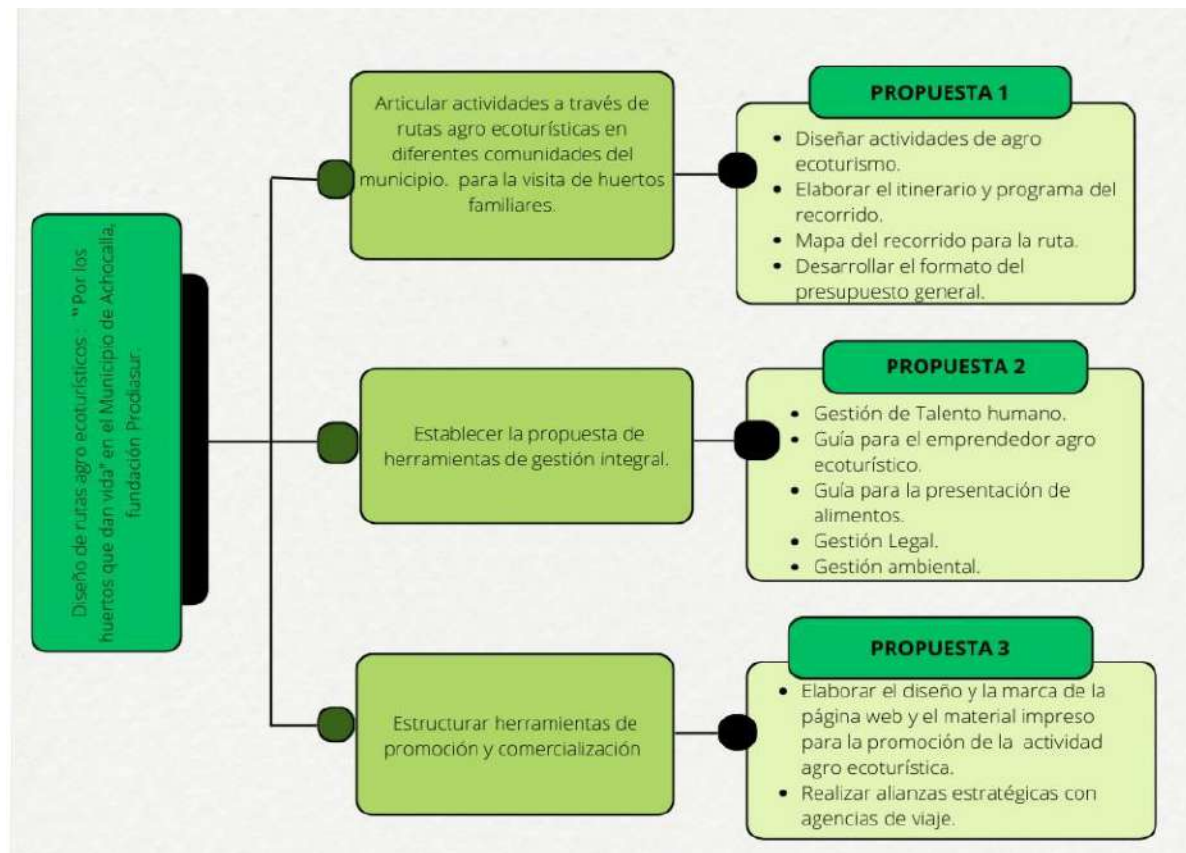 Diseño de rutas agro ecoturísticos : "Por los
huertos que dan vida" en el Municipio de Achocalla,
fundación Prodiasur.
Articular actividades a través de
rutas agro ecoturísticas en
diferentes comunidades del
municipio. para la visita de huertos
familiares.
PROPUESTA 1
• Diseñar actividades de agro
ecoturismo.
• Elaborar el itinerario y programa del
recorrido.
• Mapa del recorrido para la ruta.
• Desarrollar el formato del
presupuesto general.
Establecer la propuesta de
herramientas de gestión integral.
PROPUESTA 2
• Gestión de Talento humano.
• Guía para el emprendedor agro
ecoturístico.
• Guía para la presentación de
alimentos.
• Gestión Legal.
• Gestión ambiental.
Estructurar herramientas de
promoción y comercialización
PROPUESTA 3
• Elaborar el diseño y la marca de la
página web y el material impreso
para la promoción de la actividad
agro ecoturística.
• Realizar alianzas estratégicas con
agencias de viaje.